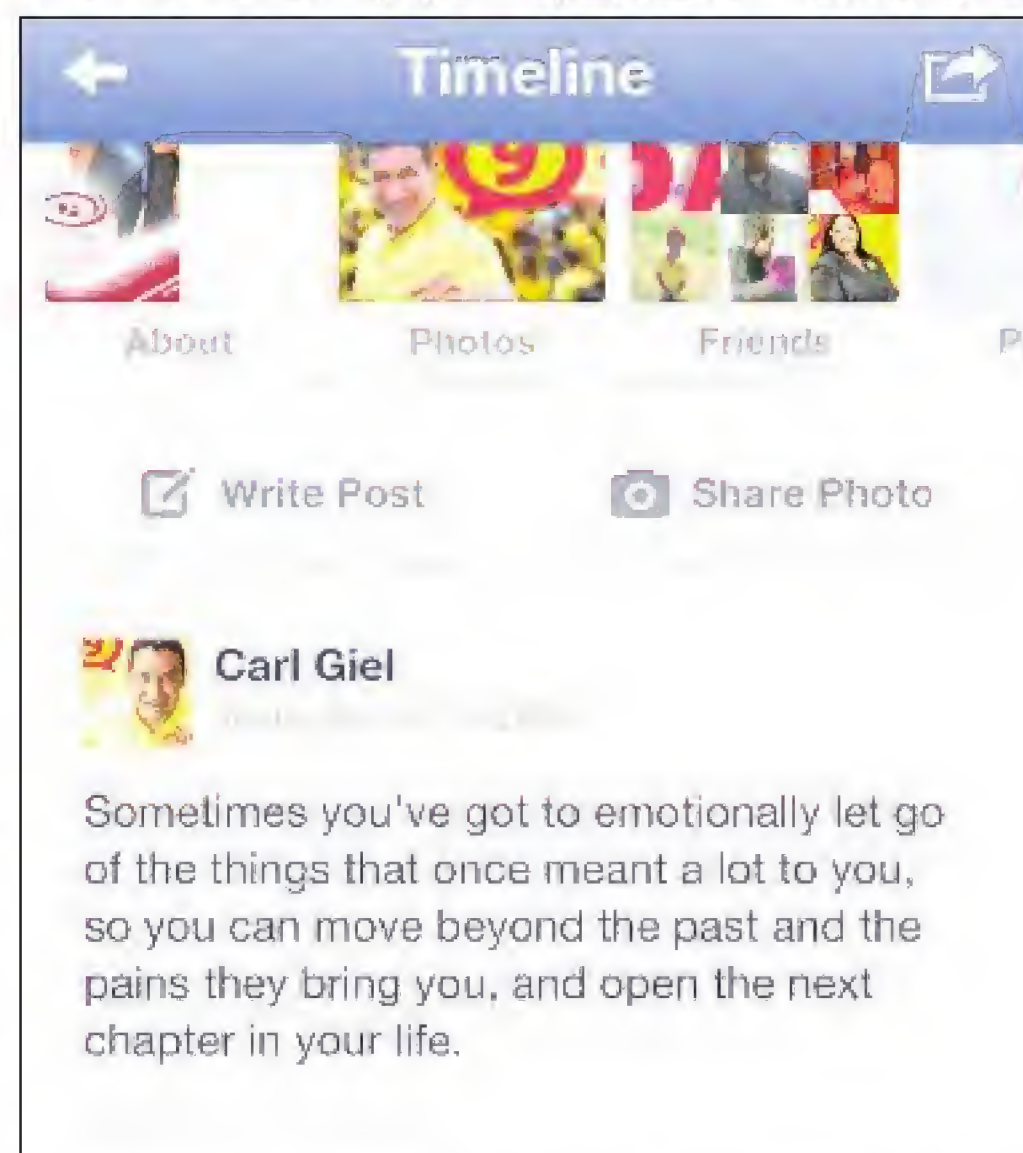 Timeline
About Photos Friends P
Write Post Share Photo
Carl Giel
Sometimes you've got to emotionally let go
of the things that once meant a lot to you,
so you can move beyond the past and the
pains they bring you, and open the next
chapter in your life.